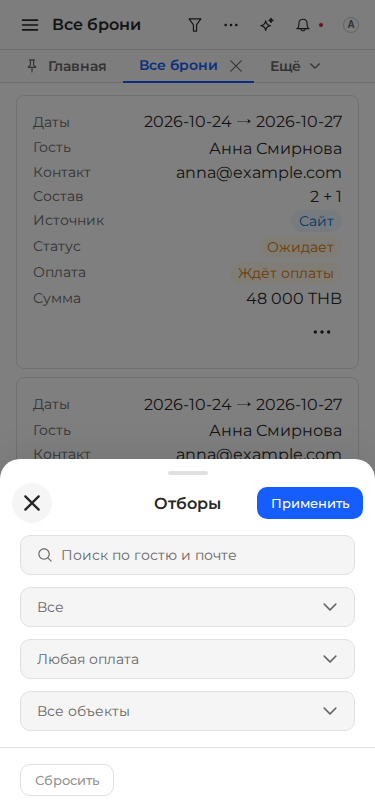 Все брони
A
Главная
Все брони
Ещё
Даты 2026-10-24 → 2026-10-27
Гость Анна Смирнова
Контакт anna@example.com
Состав 2 + 1
Источник Сайт
Статус Ожидает
Оплата Ждёт оплаты
Сумма 48 000 THB
Даты 2026-10-24 → 2026-10-27
Гость Анна Смирнова
Контакт anna@example.com
Отборы
Применить
Поиск по гостю и почте
Все
Любая оплата
Все объекты
Сбросить